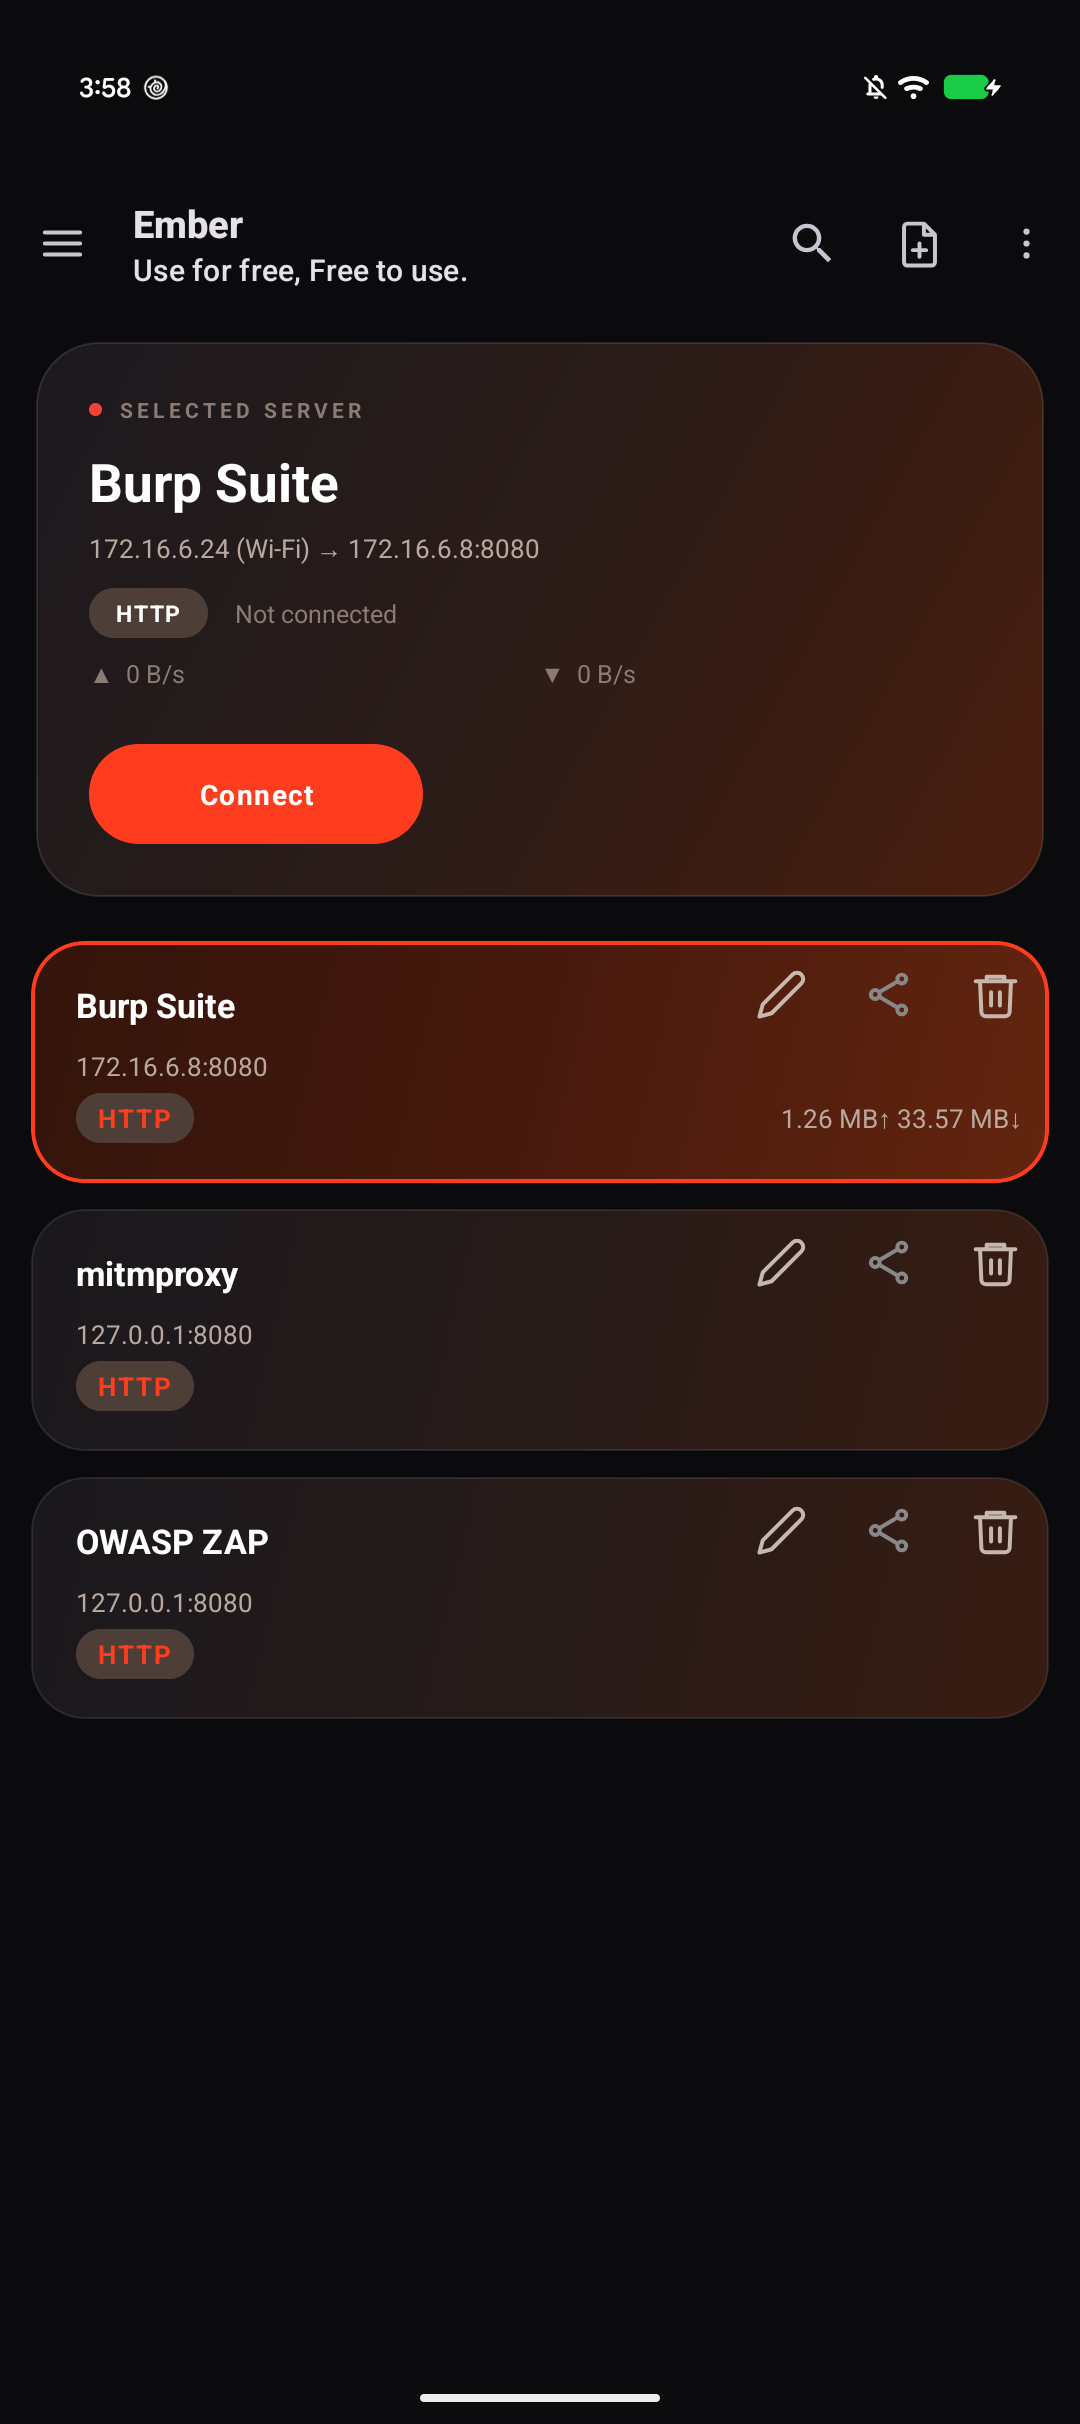 3:58
Ember
Use for free, Free to use.
SELECTED SERVER
Burp Suite
172.16.6.24 (Wi-Fi) → 172.16.6.8:8080
HTTP Not connected
▲ 0 B/s ▼ 0 B/s
Connect
Burp Suite
172.16.6.8:8080
HTTP 1.26 MB↑ 33.57 MB↓
mitmproxy
127.0.0.1:8080
HTTP
OWASP ZAP
127.0.0.1:8080
HTTP